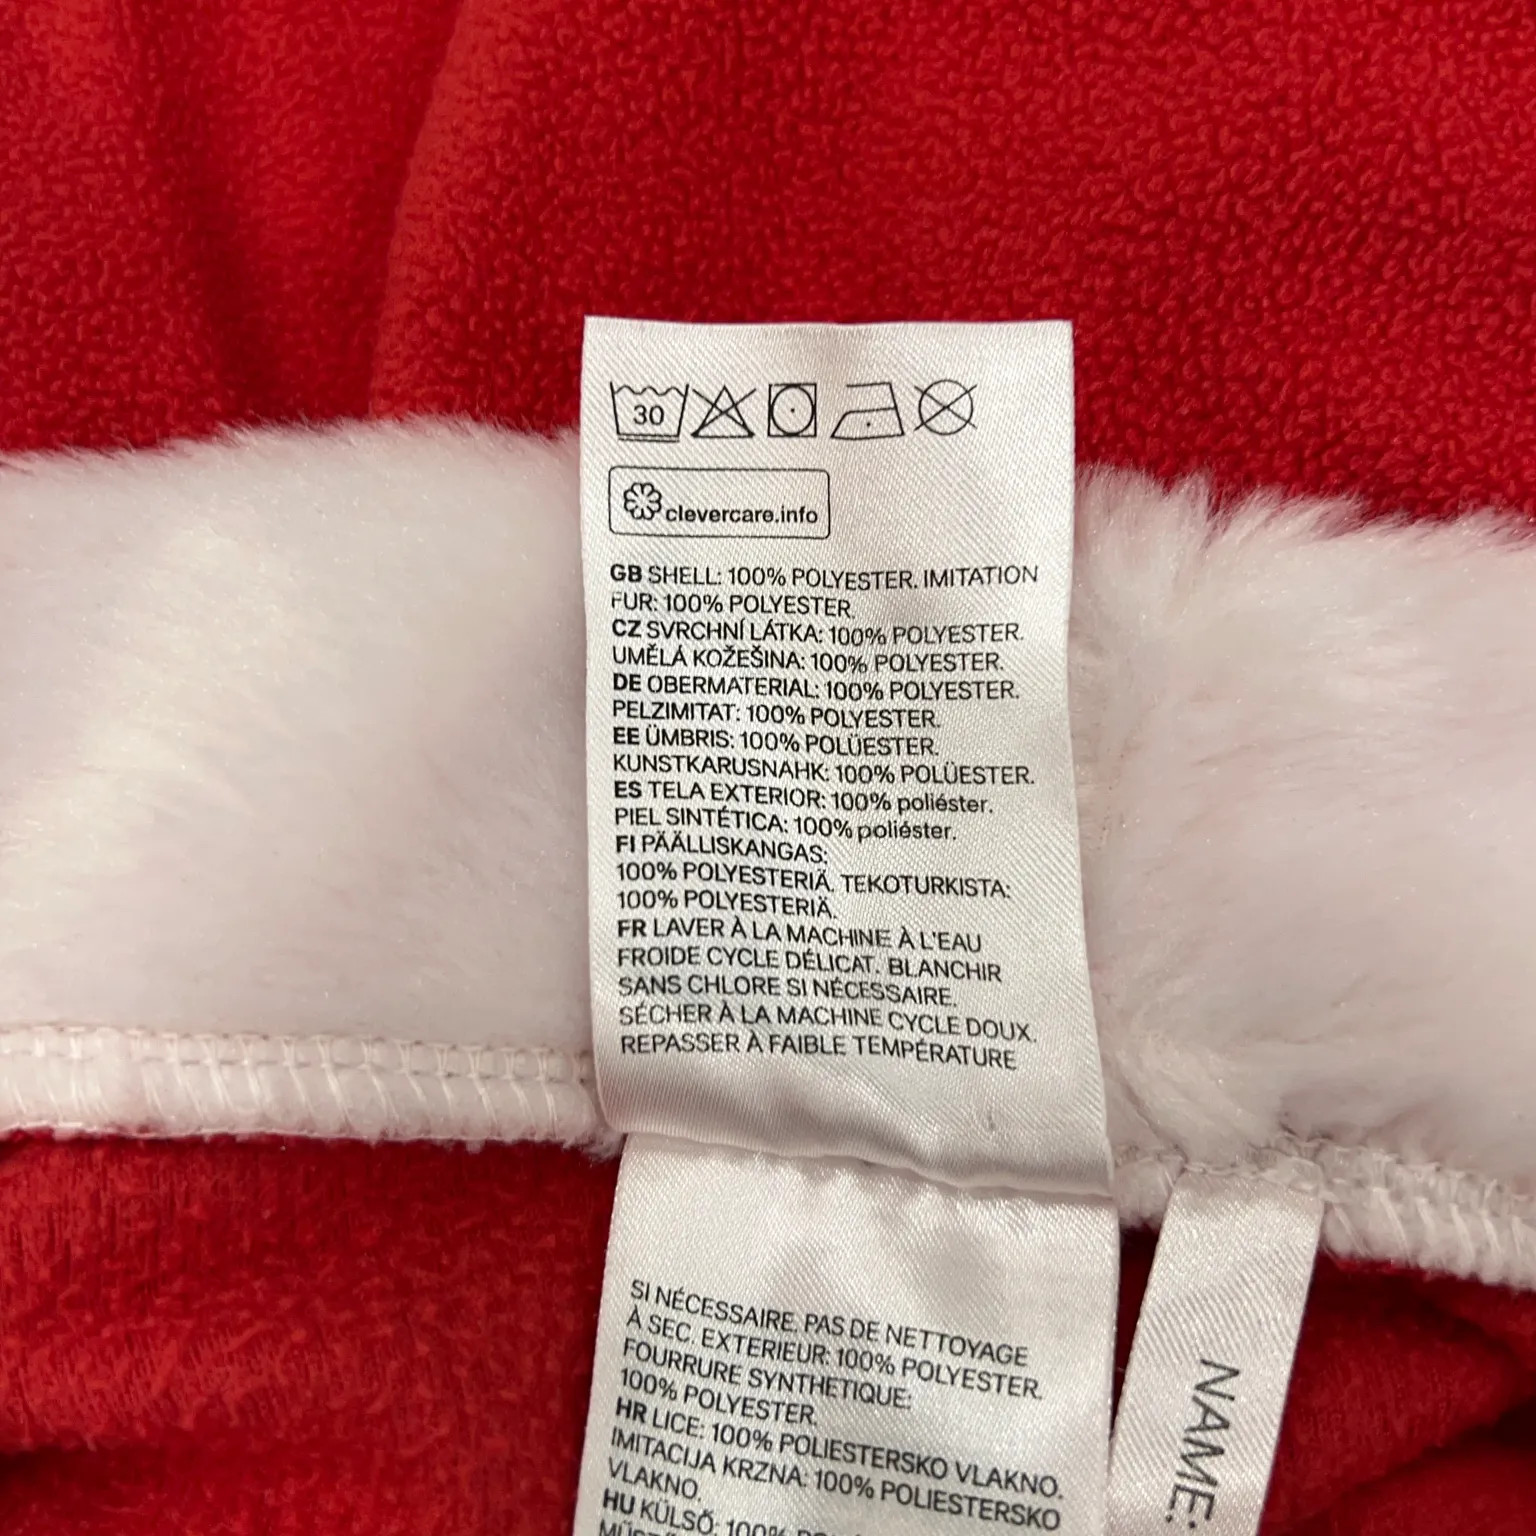 30
clevercare.info
GB SHELL: 100% POLYESTER. IMITATION
FUR: 100% POLYESTER.
CZ SVRCHNÍ LÁTKA: 100% POLYESTER.
UMĚLÁ KOŽEŠINA: 100% POLYESTER.
DE OBERMATERIAL: 100% POLYESTER.
PELZIMITAT: 100% POLYESTER.
EE ÜMBRIS: 100% POLÜESTER.
KUNSTKARUSNAHK: 100% POLÜESTER.
ES TELA EXTERIOR: 100% poliéster.
PIEL SINTÉTICA: 100% poliéster.
FI PÄÄLLISKANGAS:
100% POLYESTERIÄ. TEKOTURKISTA:
100% POLYESTERIÄ.
FR LAVER À LA MACHINE À L'EAU
FROIDE CYCLE DÉLICAT. BLANCHIR
SANS CHLORE SI NÉCESSAIRE.
SÉCHER À LA MACHINE CYCLE DOUX.
REPASSER À FAIBLE TEMPÉRATURE
SI NÉCESSAIRE. PAS DE NETTOYAGE
À SEC. EXTERIEUR: 100% POLYESTER.
FOURRURE SYNTHETIQUE:
100% POLYESTER.
HR LICE: 100% POLIESTERSKO VLAKNO.
IMITACIJA KRZNA: 100% POLIESTERSKO
VLAKNO.
HU KÜLSŐ: 100%
NAME: